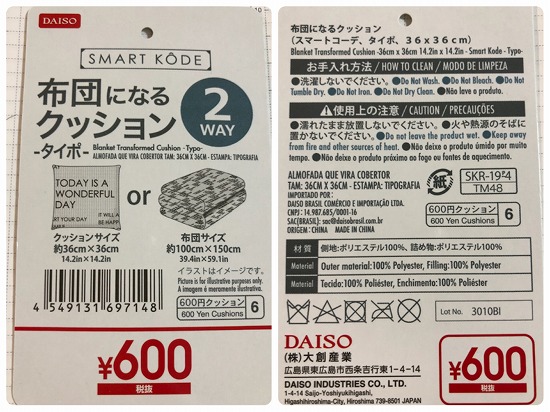 DAISO
SMART KŌDE
布団になる
クッション
-タイポ-
2
WAY
Blanket Transformed Cushion -Typo-
ALMOFADA QUE VIRA COBERTOR TAM: 36CM X 36CM - ESTAMPA: TIPOGRAFIA
TODAY IS A
WONDERFUL
DAY
or
クッションサイズ
約36cm×36cm
14.2in×14.2in
布団サイズ
約100cm×150cm
39.4in×59.1in
イラストはイメージです。
Picture is for illustrative purposes only.
A imagem é meramente ilustrativa.
4 549131 697148
600円クッション
600 Yen Cushions
6
¥600
税抜
布団になるクッション
(スマートコーデ、タイポ、36x36cm)
Blanket Transformed Cushion -36cm x 36cm 14.2in x 14.2in - Smart Kode - Typo-
お手入れ方法 / HOW TO CLEAN / MODO DE LIMPEZA
●洗濯しないでください。●Do Not Wash. ●Do Not Bleach. ●Do Not
Tumble Dry. ●Do Not Iron. ●Do Not Dry Clean. ●Não lave o produto.
使用上の注意 / CAUTION / PRECAUÇÕES
●濡れたまま放置しないでください。●火や熱源のそばに
置かないでください。●Do not leave the product wet. ●Keep away
from fire and other sources of heat. ●Não deixe o produto úmido
●Não deixe o produto próximo ao fogo ou fontes de aquecimento.
ALMOFADA QUE VIRA COBERTOR
TAM: 36CM X 36CM - ESTAMPA: TIPOGRAFIA
IMPORTADO POR:
DAISO BRASIL COMÉRCIO E IMPORTAÇÃO LTDA.
CNPJ: 14.987.685/0001-16
SAC(BRASIL): sac@daisobrasil.com.br
ORIGEM: CHINA MADE IN CHINA
紙
TM48
600円クッション
600 Yen Cushions
6
材質 側地:ポリエステル100%、詰め物:ポリエステル100%
Material Outer material:100% Polyester, Filling:100% Polyester
Material Tecido:100% Poliéster, Enchimento:100% Poliéster
Lot No. 3010BI
DAISO
(株)大創産業
広島県東広島市西条吉行東1-4-14
DAISO INDUSTRIES CO., LTD.
1-4-14 Saijo-Yoshiyukihigashi,
Higashihiroshima-City, Hiroshima 739-8501 JAPAN
¥600
税抜